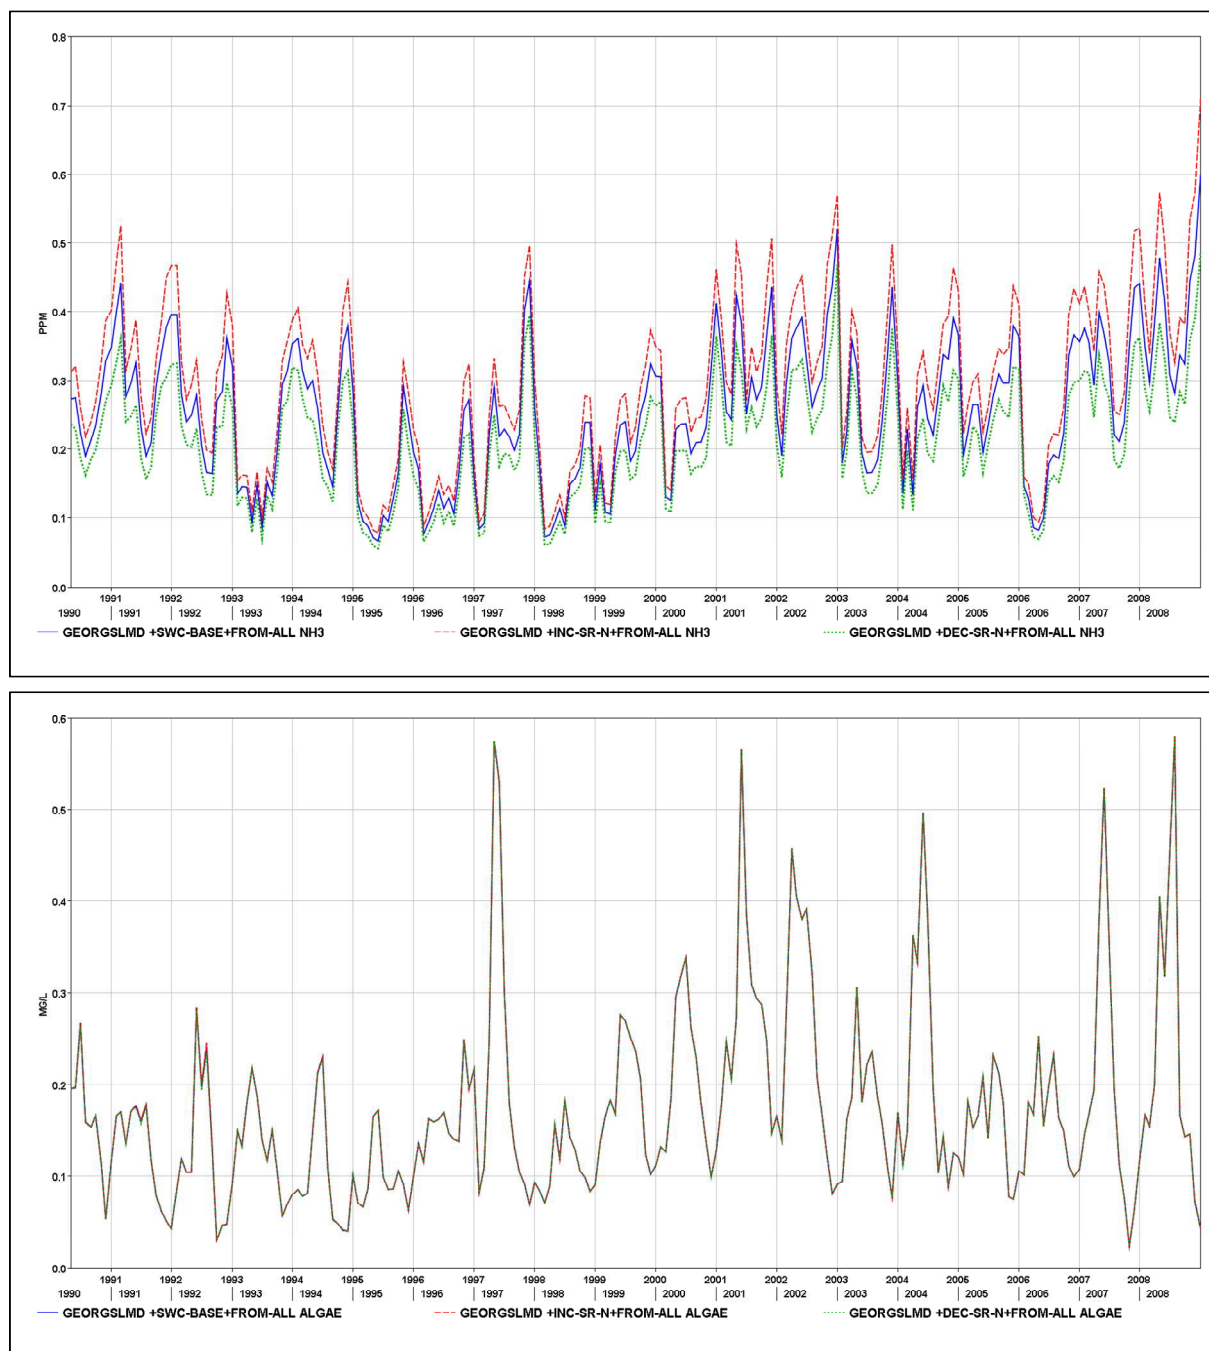 0.8
0.7
0.6
0.5
0.4
PPM
0.3
0.2
0.1
0.0
1991 1992 1993 1994 1995 1996 1997 1998 1999 2000 2001 2002 2003 2004 2005 2006 2007 2008
1990 1991 1992 1993 1994 1995 1996 1997 1998 1999 2000 2001 2002 2003 2004 2005 2006 2007 2008
GEORGSLMD +SWC-BASE+FROM-ALL NH3 GEORGSLMD +INC-SR-N+FROM-ALL NH3 GEORGSLMD +DEC-SR-N+FROM-ALL NH3
0.6
0.5
0.4
0.3
MG/L
0.2
0.1
0.0
1991 1992 1993 1994 1995 1996 1997 1998 1999 2000 2001 2002 2003 2004 2005 2006 2007 2008
1990 1991 1992 1993 1994 1995 1996 1997 1998 1999 2000 2001 2002 2003 2004 2005 2006 2007 2008
GEORGSLMD +SWC-BASE+FROM-ALL ALGAE GEORGSLMD +INC-SR-N+FROM-ALL ALGAE GEORGSLMD +DEC-SR-N+FROM-ALL ALGAE